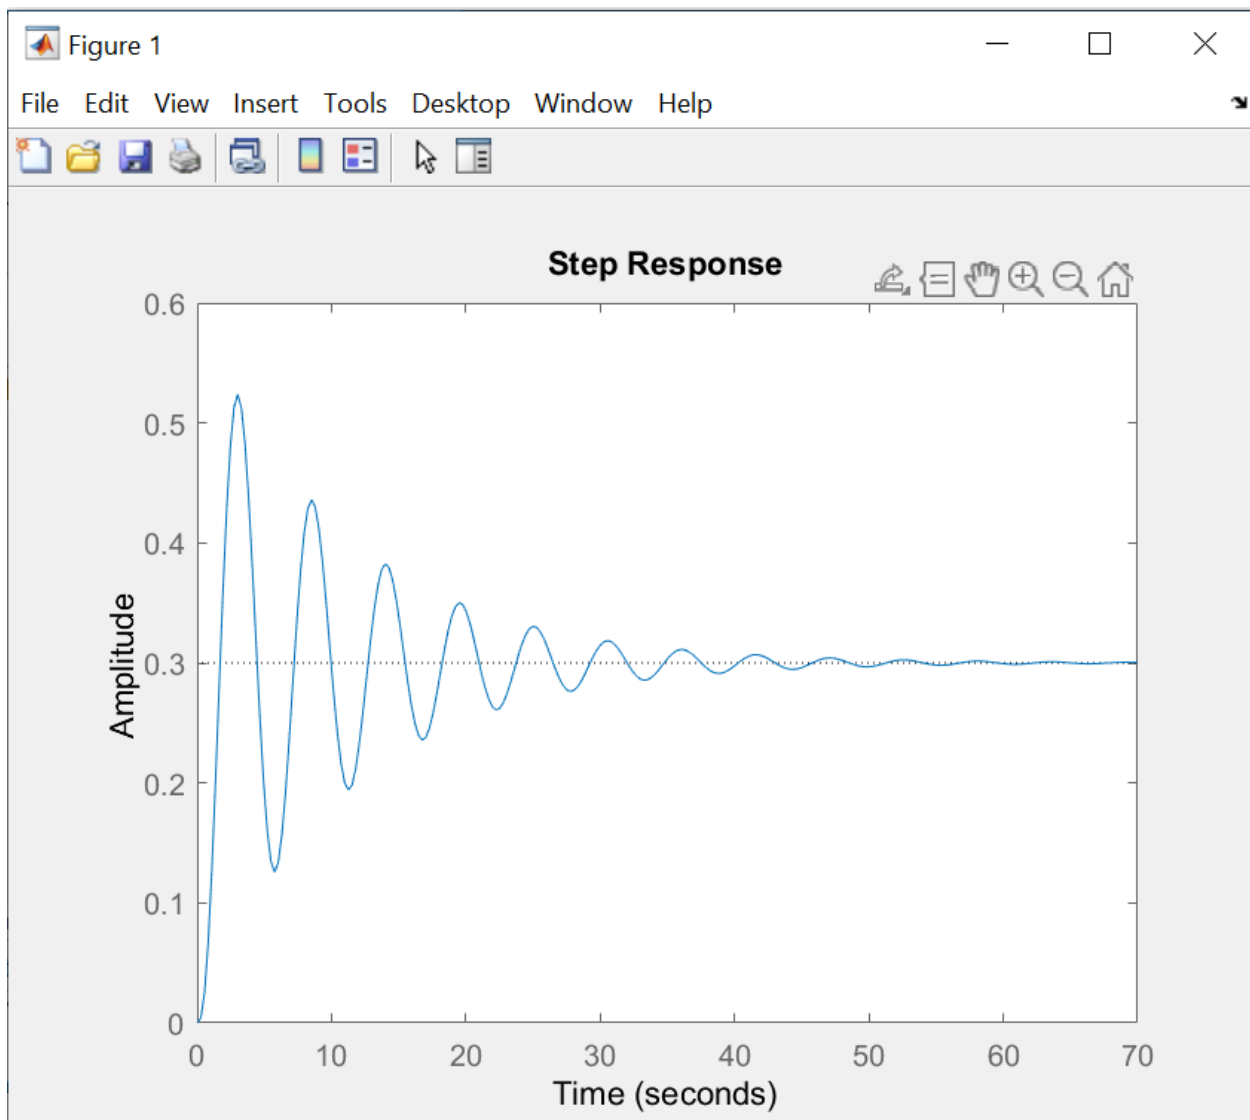 Figure 1
File Edit View Insert Tools Desktop Window Help
Step Response
0.6
0.5
0.4
0.3
0.2
0.1
0
Amplitude
0 10 20 30 40 50 60 70
Time (seconds)